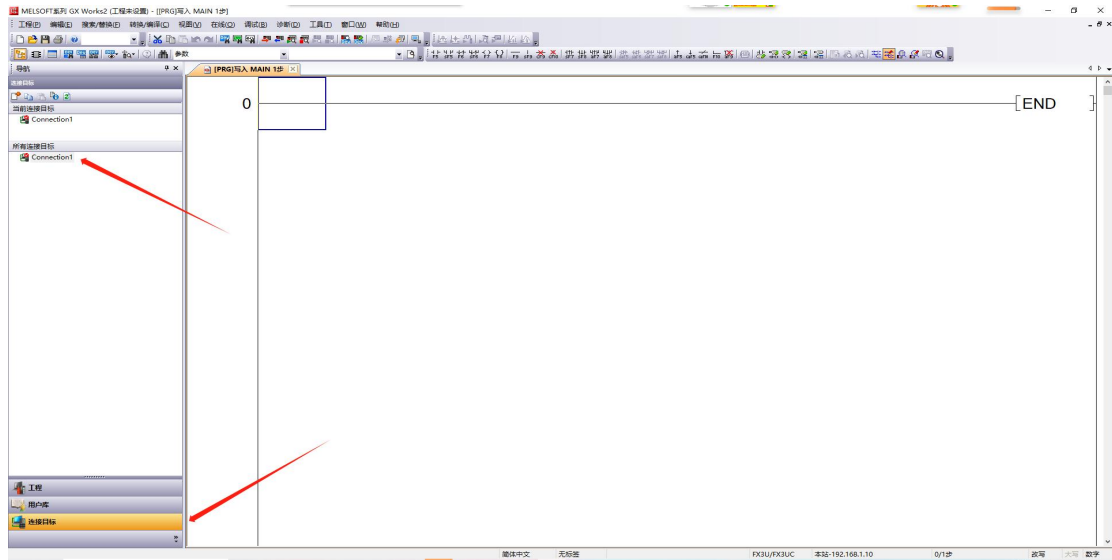 MELSOFT系列 GX Works2 (工程未设置) - [[PRG]写入 MAIN 1步]
工程(P) 编辑(E) 搜索/替换(F) 转换/编译(C) 视图(V) 在线(O) 调试(B) 诊断(D) 工具(T) 窗口(W) 帮助(H)
参数
导航
[PRG]写入 MAIN 1步
连接目标
当前连接目标
Connection1
所有连接目标
Connection1
0
END
工程
用户库
连接目标
简体中文 无标签 FX3U/FX3UC 本站-192.168.1.10 0/1步 改写 大写 数字